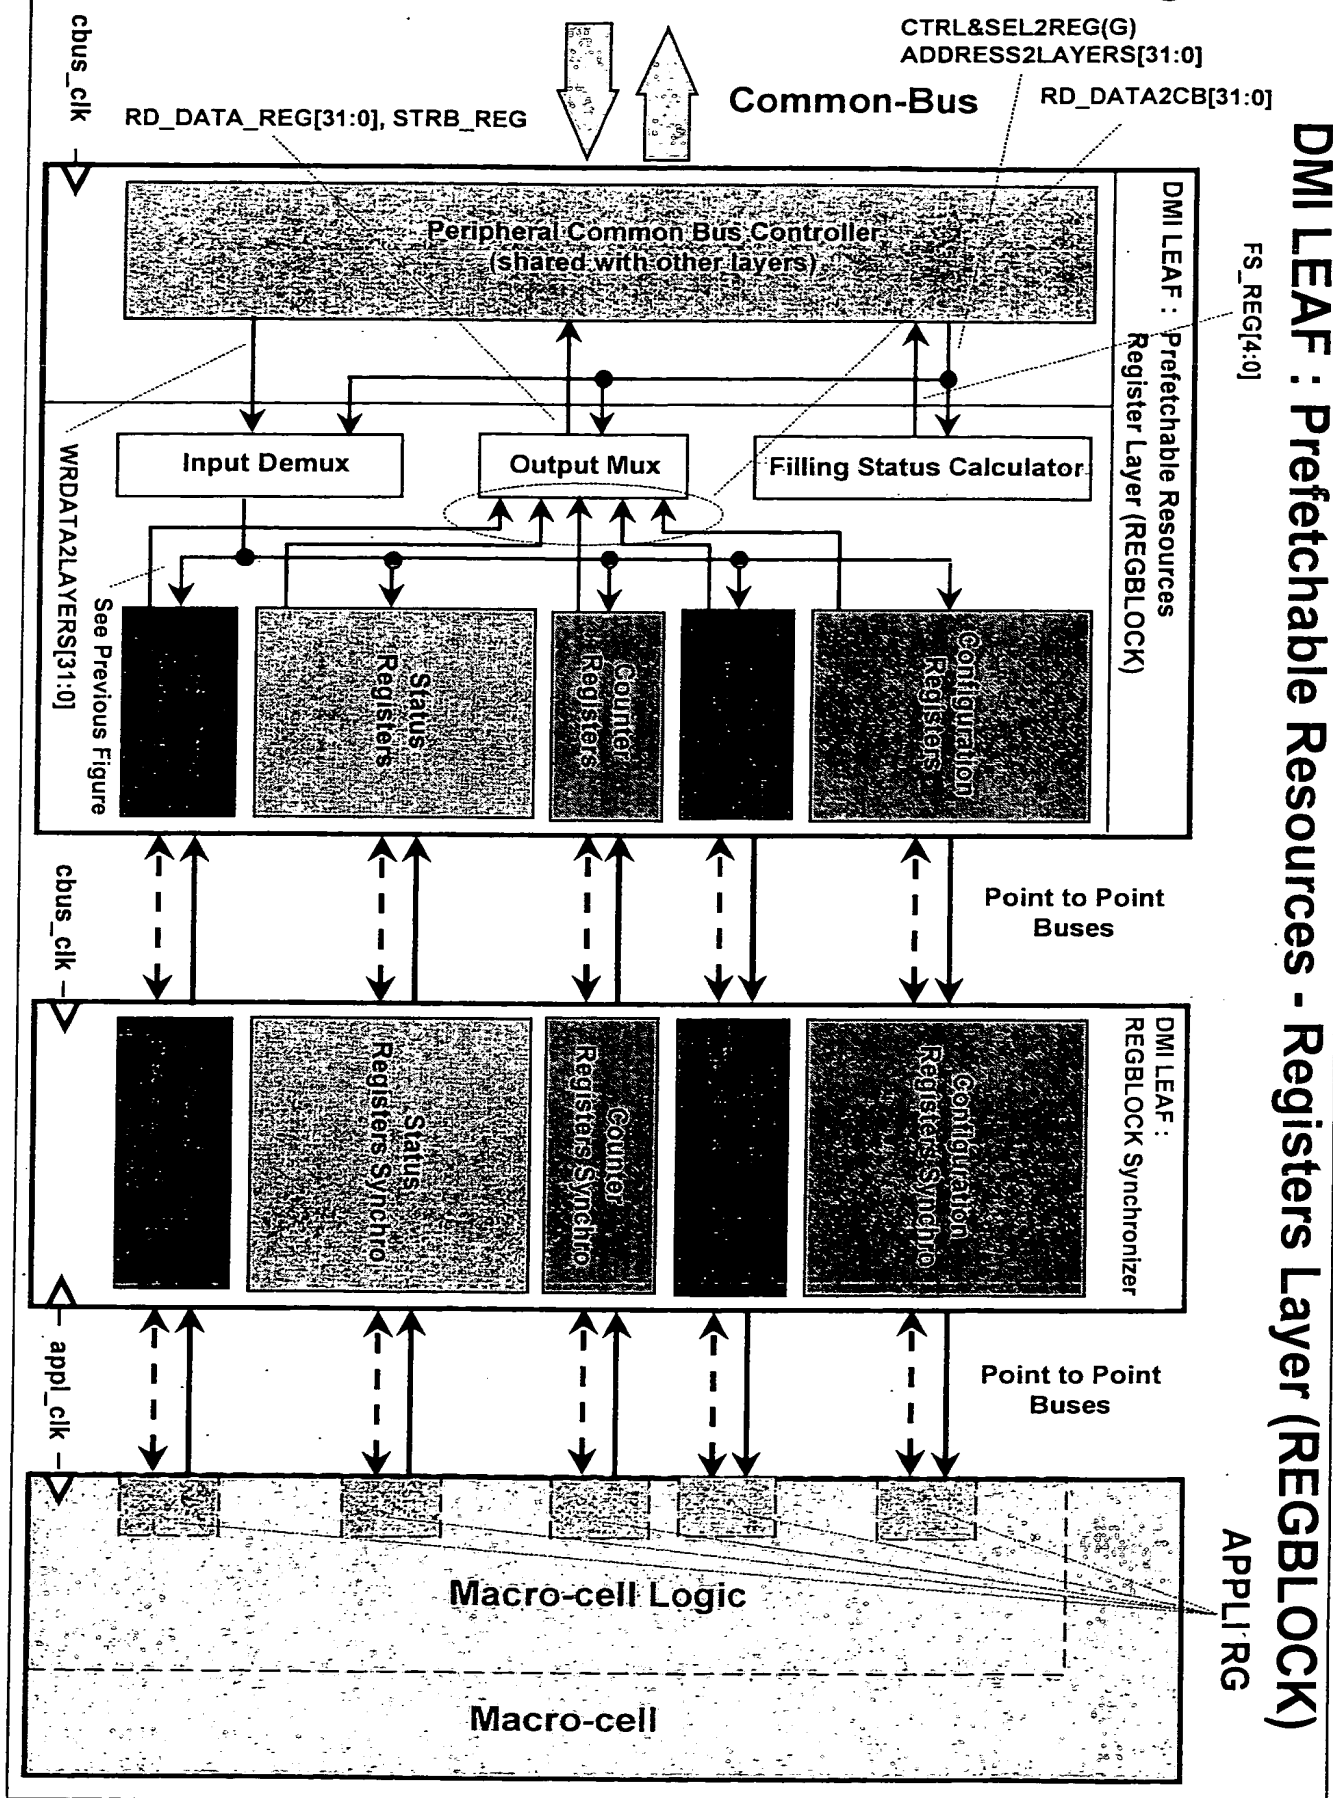 DMI LEAF : Prefetchable Resources - Registers Layer (REGBLOCK)
CTRL&SEL2REG(G)
ADDRESS2LAYERS[31:0]
RD_DATA2CB[31:0]
Common-Bus
RD_DATA_REG[31:0], STRB_REG
cbus_clk
FS_REG[4:0]
DMI LEAF : Prefetchable Resources
Register Layer (REGBLOCK)
Peripheral Common Bus Controller
(shared with other layers)
Input Demux
Output Mux
Filling Status Calculator
WRDATA2LAYERS[31:0]
See Previous Figure
Status
Registers
Counter
Registers
Configuration
Registers
Point to Point
Buses
cbus_clk
DMI LEAF :
REGBLOCK Synchronizer
Status
Registers Synchro
Counter
Registers Synchro
Configuration
Registers Synchro
appl_clk
Point to Point
Buses
APPLI RG
Macro-cell Logic
Macro-cell